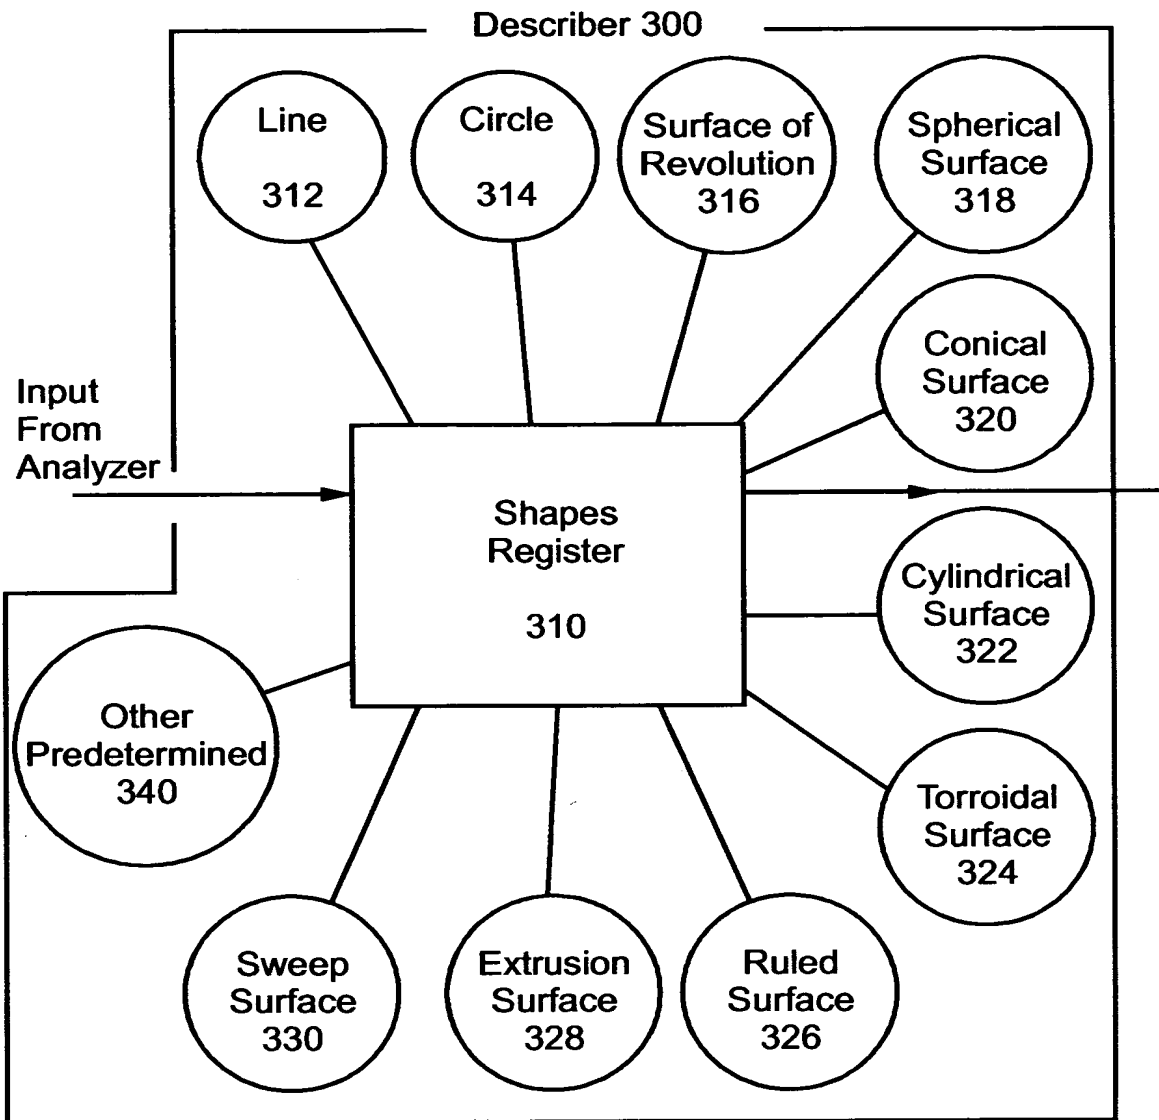 Describer 300
Line
312
Circle
314
Surface of
Revolution
316
Spherical
Surface
318
Conical
Surface
320
Input
From
Analyzer
Shapes
Register
310
Cylindrical
Surface
322
Other
Predetermined
340
Torroidal
Surface
324
Sweep
Surface
330
Extrusion
Surface
328
Ruled
Surface
326